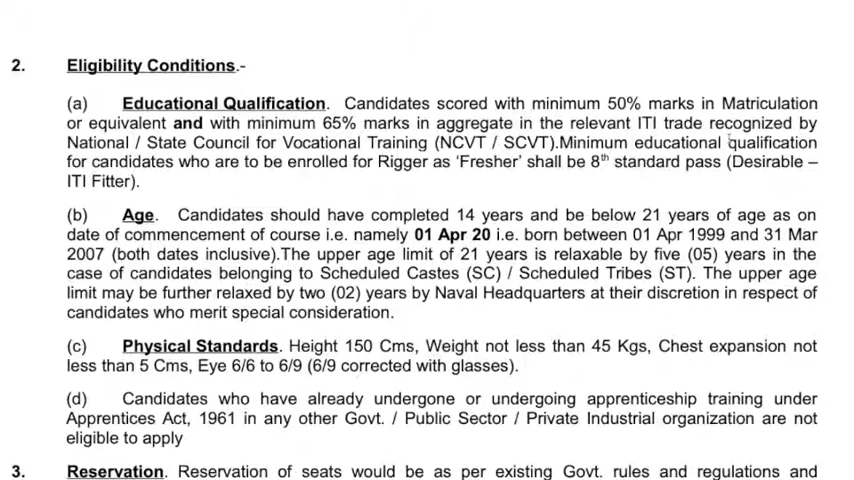 2. Eligibility Conditions.-
(a) Educational Qualification. Candidates scored with minimum 50% marks in Matriculation
or equivalent and with minimum 65% marks in aggregate in the relevant ITI trade recognized by
National / State Council for Vocational Training (NCVT / SCVT).Minimum educational qualification
for candidates who are to be enrolled for Rigger as ‘Fresher’ shall be 8th standard pass (Desirable –
ITI Fitter).
(b) Age. Candidates should have completed 14 years and be below 21 years of age as on
date of commencement of course i.e. namely 01 Apr 20 i.e. born between 01 Apr 1999 and 31 Mar
2007 (both dates inclusive).The upper age limit of 21 years is relaxable by five (05) years in the
case of candidates belonging to Scheduled Castes (SC) / Scheduled Tribes (ST). The upper age
limit may be further relaxed by two (02) years by Naval Headquarters at their discretion in respect of
candidates who merit special consideration.
(c) Physical Standards. Height 150 Cms, Weight not less than 45 Kgs, Chest expansion not
less than 5 Cms, Eye 6/6 to 6/9 (6/9 corrected with glasses).
(d) Candidates who have already undergone or undergoing apprenticeship training under
Apprentices Act, 1961 in any other Govt. / Public Sector / Private Industrial organization are not
eligible to apply
3. Reservation. Reservation of seats would be as per existing Govt. rules and regulations and